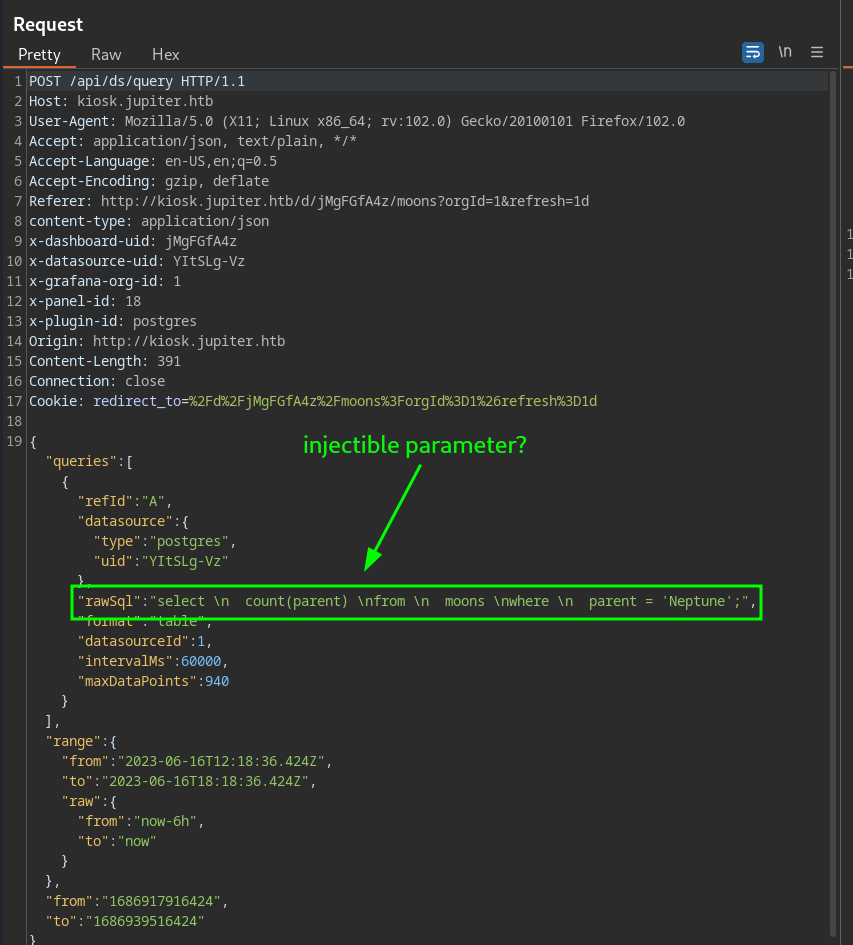 Request
Pretty Raw Hex
\n
1 POST /api/ds/query HTTP/1.1
2 Host: kiosk.jupiter.htb
3 User-Agent: Mozilla/5.0 (X11; Linux x86_64; rv:102.0) Gecko/20100101 Firefox/102.0
4 Accept: application/json, text/plain, */*
5 Accept-Language: en-US,en;q=0.5
6 Accept-Encoding: gzip, deflate
7 Referer: http://kiosk.jupiter.htb/d/jMgFGfA4z/moons?orgId=1&refresh=1d
8 content-type: application/json
9 x-dashboard-uid: jMgFGfA4z
10 x-datasource-uid: YItSLg-Vz
11 x-grafana-org-id: 1
12 x-panel-id: 18
13 x-plugin-id: postgres
14 Origin: http://kiosk.jupiter.htb
15 Content-Length: 391
16 Connection: close
17 Cookie: redirect_to=%2Fd%2FjMgFGfA4z%2Fmoons%3ForgId%3D1%26refresh%3D1d
18
19 {
injectible parameter?
"queries":[
{
"refId":"A",
"datasource":{
"type":"postgres",
"uid":"YItSLg-Vz"
},
"rawSql":"select \n  count(parent) \nfrom \n  moons \nwhere \n  parent = 'Neptune';",
"format":"table",
"datasourceId":1,
"intervalMs":60000,
"maxDataPoints":940
}
],
"range":{
"from":"2023-06-16T12:18:36.424Z",
"to":"2023-06-16T18:18:36.424Z",
"raw":{
"from":"now-6h",
"to":"now"
}
},
"from":"1686917916424",
"to":"1686939516424"
}